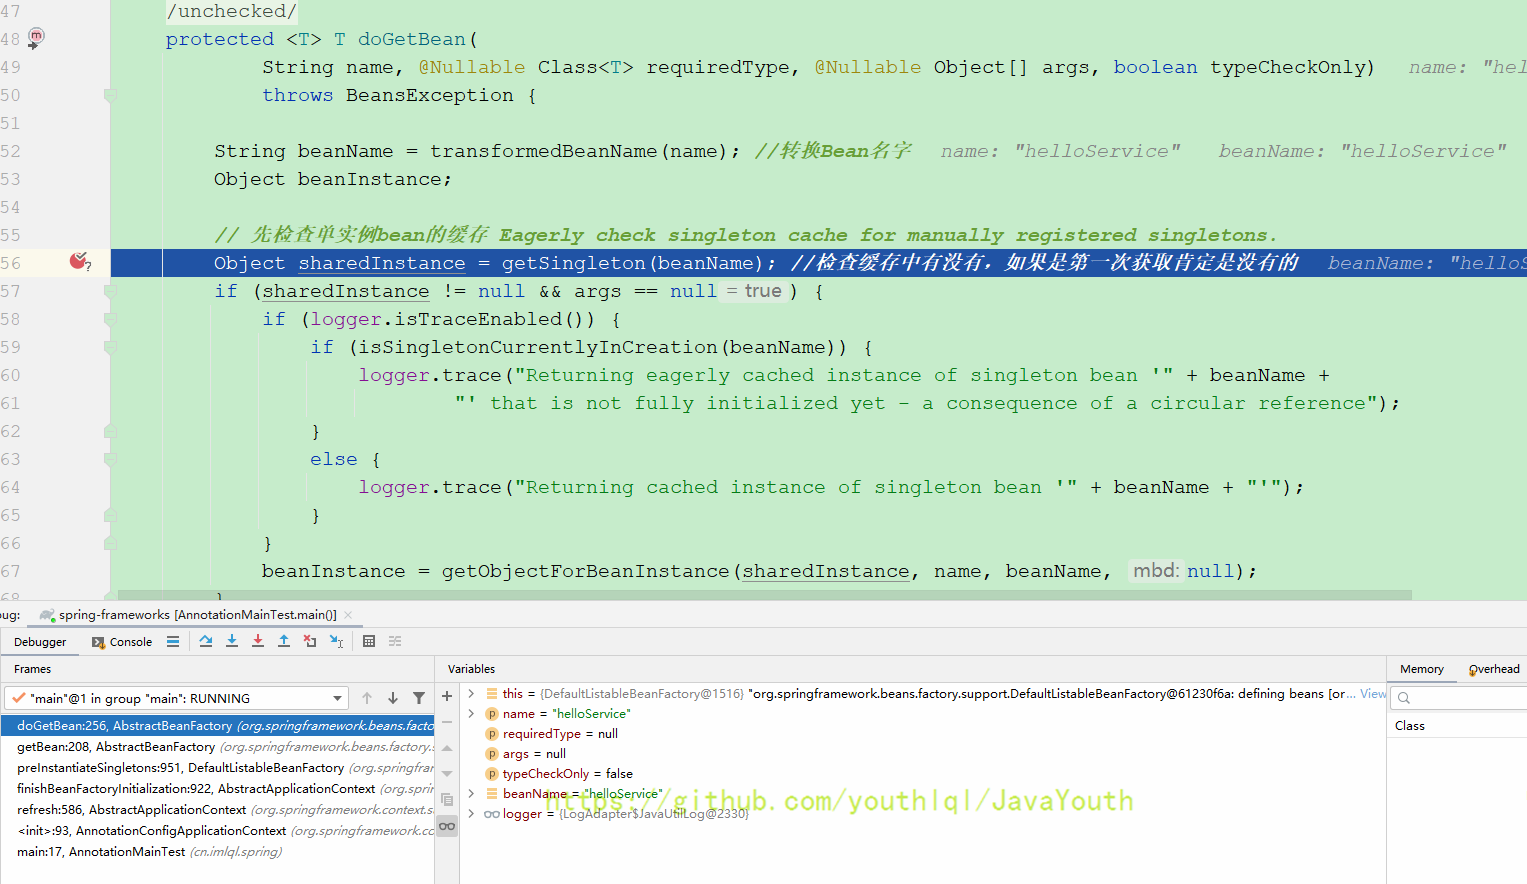 47 /unchecked/
48 protected <T> T doGetBean(
49 String name, @Nullable Class<T> requiredType, @Nullable Object[] args, boolean typeCheckOnly) name: "hel
50 throws BeansException {
51
52 String beanName = transformedBeanName(name); //转换Bean名字 name: "helloService" beanName: "helloService"
53 Object beanInstance;
54
55 // 先检查单实例bean的缓存 Eagerly check singleton cache for manually registered singletons.
56 Object sharedInstance = getSingleton(beanName); //检查缓存中有没有，如果是第一次获取肯定是没有的 beanName: "helloS
57 if (sharedInstance != null && args == null = true ) {
58 if (logger.isTraceEnabled()) {
59 if (isSingletonCurrentlyInCreation(beanName)) {
60 logger.trace("Returning eagerly cached instance of singleton bean '" + beanName +
61 "' that is not fully initialized yet - a consequence of a circular reference");
62 }
63 else {
64 logger.trace("Returning cached instance of singleton bean '" + beanName + "'");
65 }
66 }
67 beanInstance = getObjectForBeanInstance(sharedInstance, name, beanName, mbd: null);
68 }
bug: spring-frameworks [AnnotationMainTest.main()]
Debugger Console
Frames
"main"@1 in group "main": RUNNING
doGetBean:256, AbstractBeanFactory (org.springframework.beans.facto
getBean:208, AbstractBeanFactory (org.springframework.beans.factory.s
preInstantiateSingletons:951, DefaultListableBeanFactory (org.springfrar
finishBeanFactoryInitialization:922, AbstractApplicationContext (org.sprin
refresh:586, AbstractApplicationContext (org.springframework.context.s
<init>:93, AnnotationConfigApplicationContext (org.springframework.co
main:17, AnnotationMainTest (cn.imlql.spring)
Variables
this = {DefaultListableBeanFactory@1516} "org.springframework.beans.factory.support.DefaultListableBeanFactory@61230f6a: defining beans [or... View
name = "helloService"
requiredType = null
args = null
typeCheckOnly = false
beanName = "helloService"
logger = {LogAdapter$JavaUtilLog@2330}
https://github.com/youthlql/JavaYouth
Memory Overhead
Class